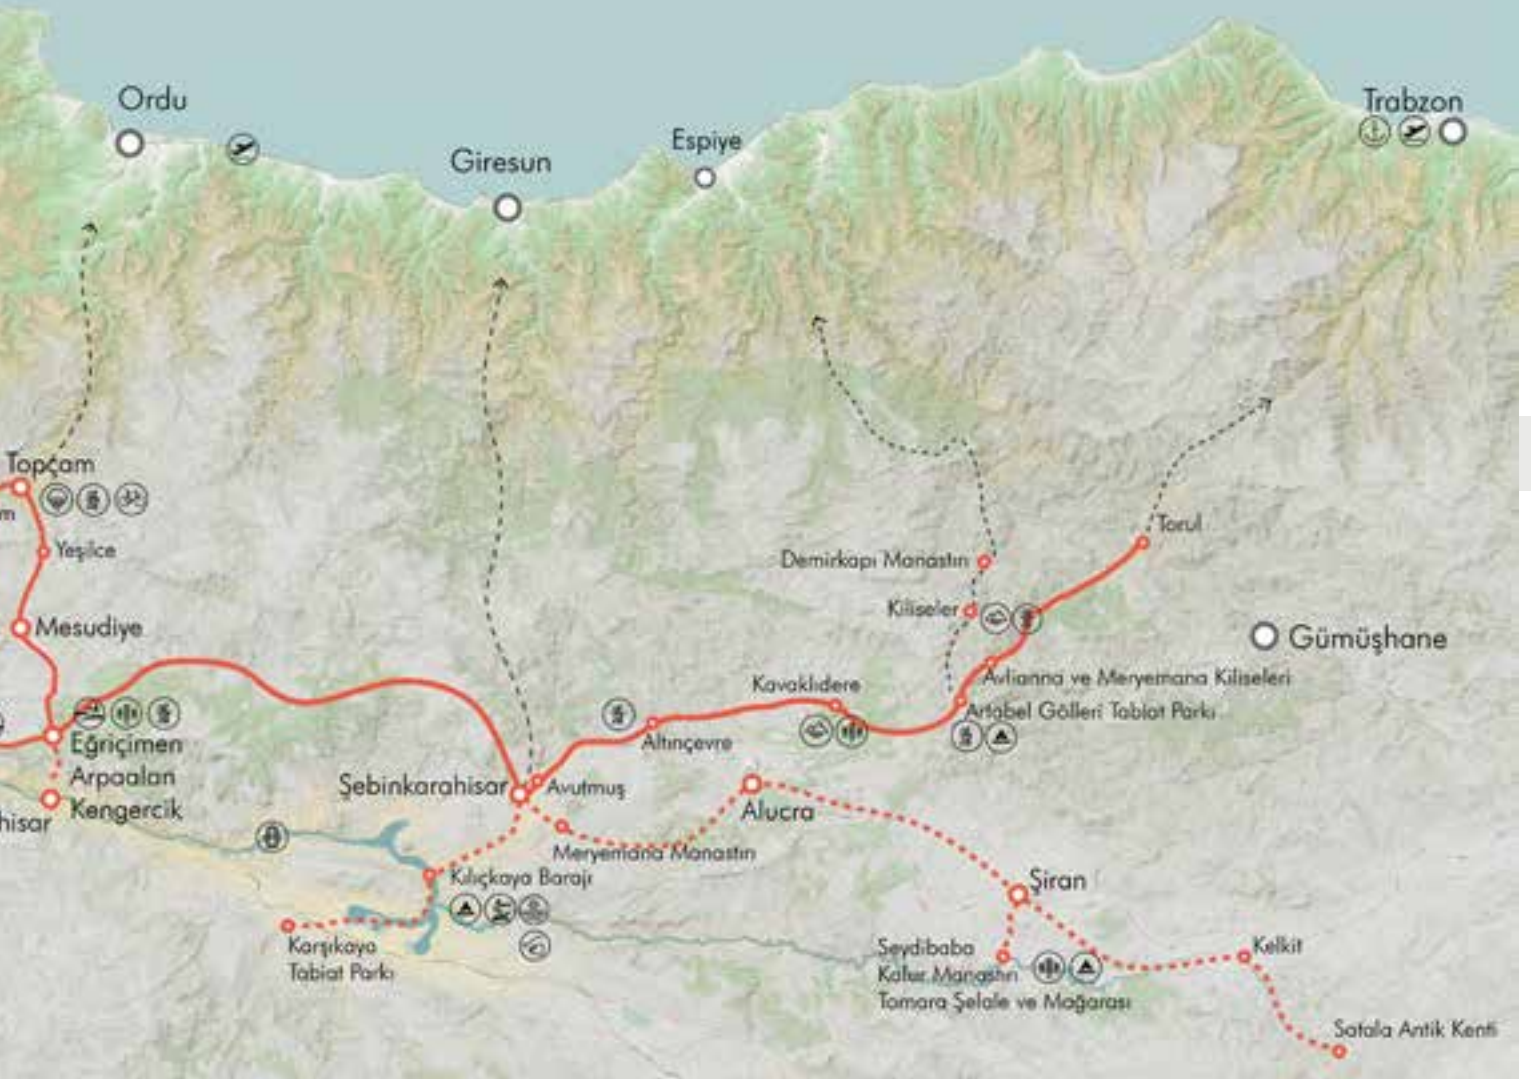 Ordu
Trabzon
Giresun
Espiye
Topçam
m
Yeşilce
Torul
Demirkapı Manastırı
Kiliseler
Mesudiye
Gümüşhane
Avlianna ve Meryemana Kiliseleri
Kavaklıdere
Artabel Gölleri Tabiat Parkı
Altınçevre
Eğriçimen
Arpaalan
Kengercik
hisar
Şebinkarahisar
Avutmuş
Alucra
Meryemana Manastırı
Kılıçkaya Barajı
Şiran
Karşıkaya
Tabiat Parkı
Seydibaba
Kalur Manastırı
Tomara Şelale ve Mağarası
Kelkit
Satala Antik Kenti